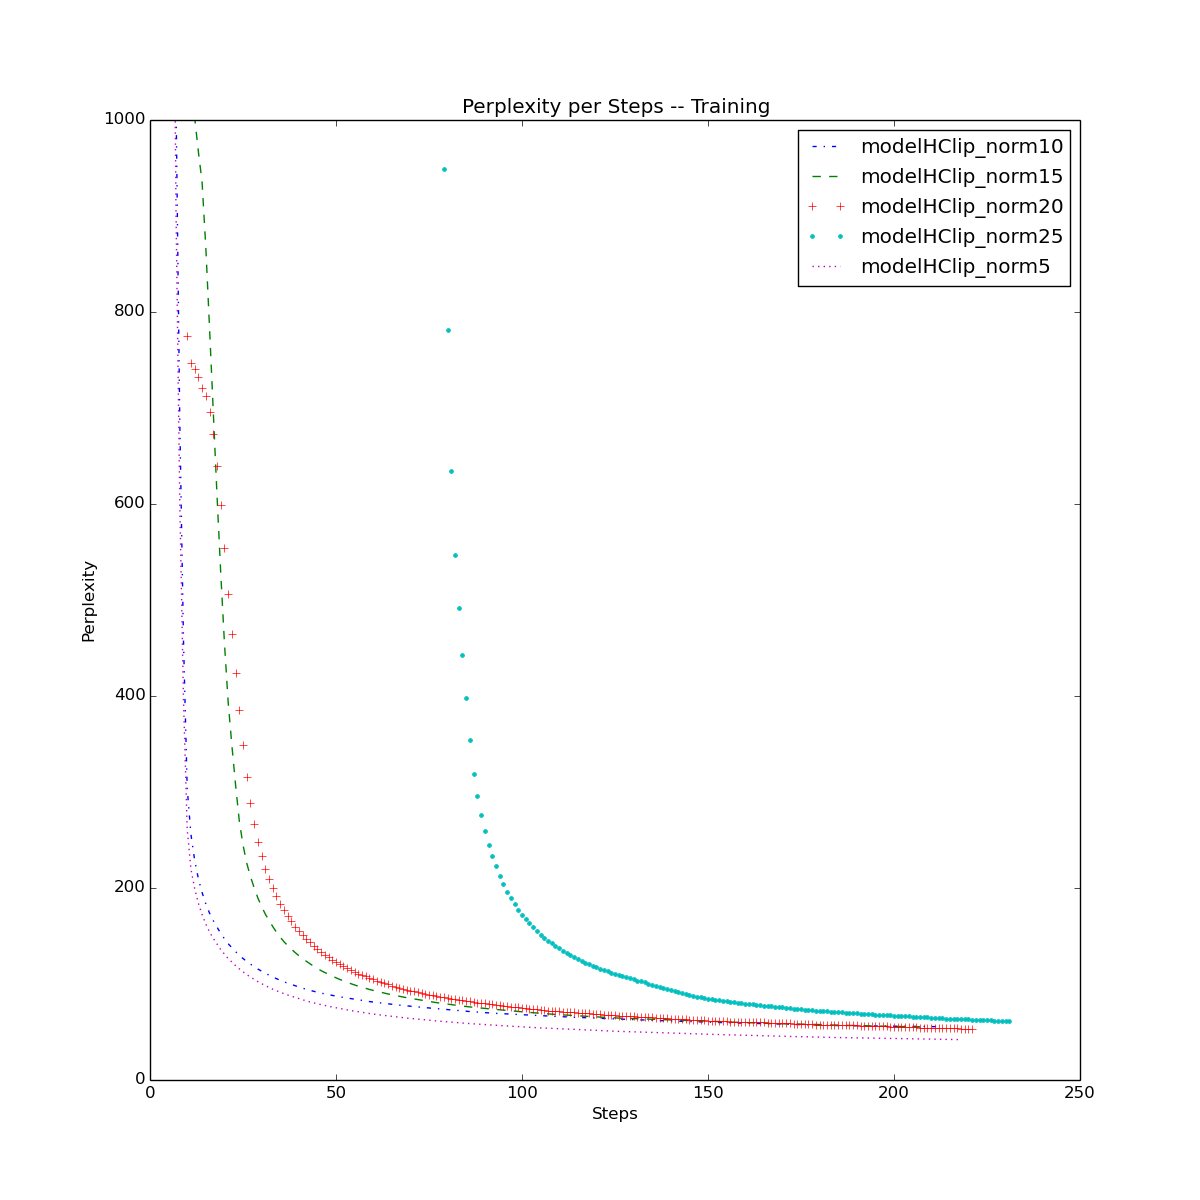 Perplexity per Steps -- Training
1000
800
600
400
200
0
Perplexity
modelHClip_norm10
modelHClip_norm15
modelHClip_norm20
modelHClip_norm25
modelHClip_norm5
0 50 100 150 200 250
Steps